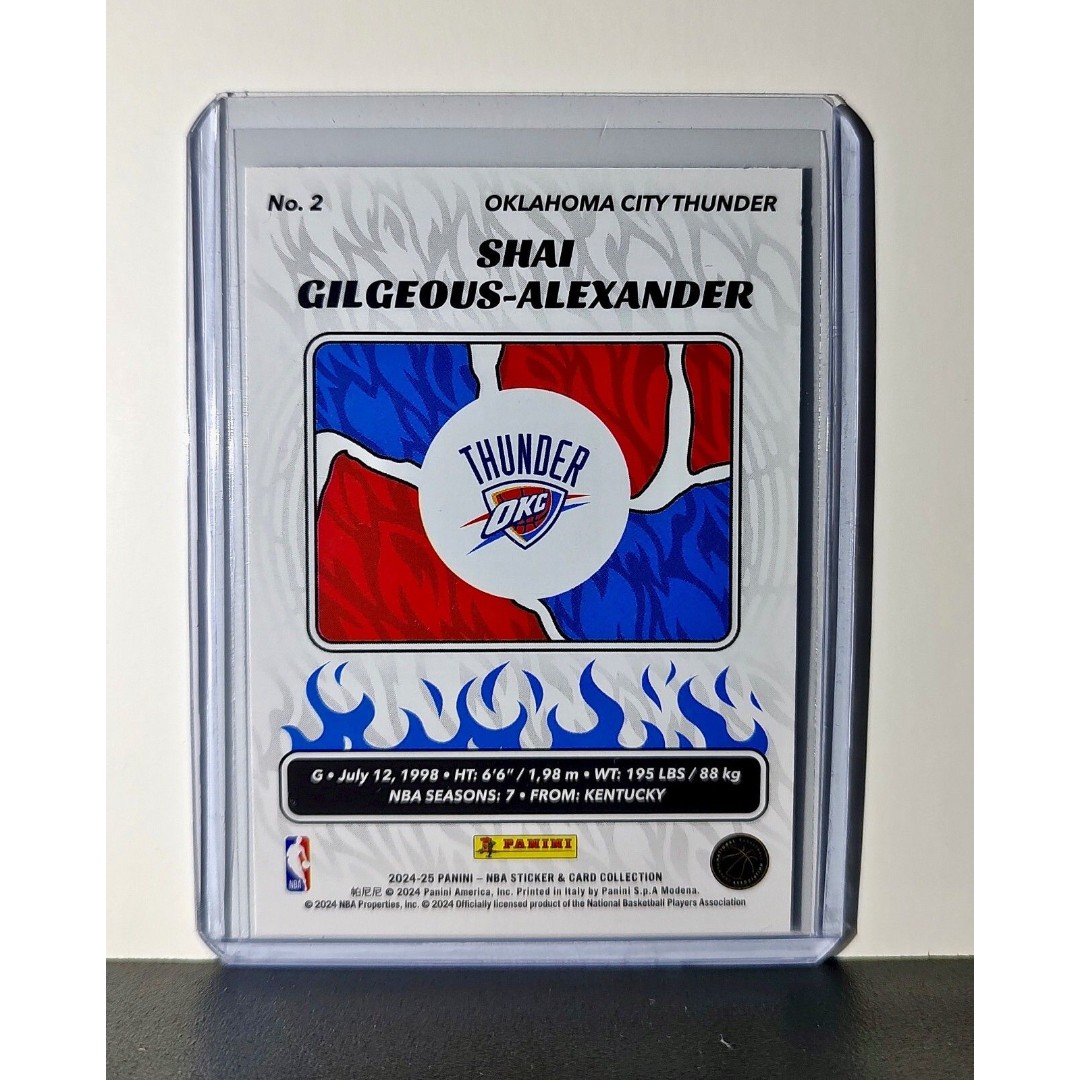 No. 2
OKLAHOMA CITY THUNDER
SHAI
GILGEOUS-ALEXANDER
THUNDER
OKC
G • July 12, 1998 • HT: 6'6" / 1,98 m • WT: 195 LBS / 88 kg
NBA SEASONS: 7 • FROM: KENTUCKY
NBA
PANINI
2024-25 PANINI – NBA STICKER & CARD COLLECTION
帕尼尼 © 2024 Panini America, Inc. Printed in Italy by Panini S.p.A Modena.
© 2024 NBA Properties, Inc. © 2024 Officially licensed product of the National Basketball Players Association